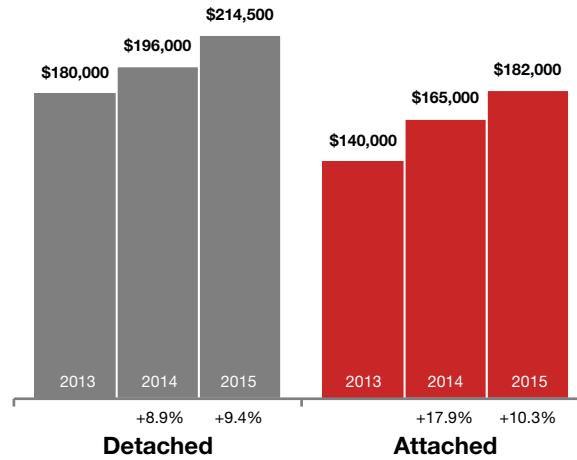 $214,500
$196,000
$180,000
$182,000
$165,000
$140,000
2013 2014 2015 2013 2014 2015
+8.9% +9.4% +17.9% +10.3%
Detached Attached